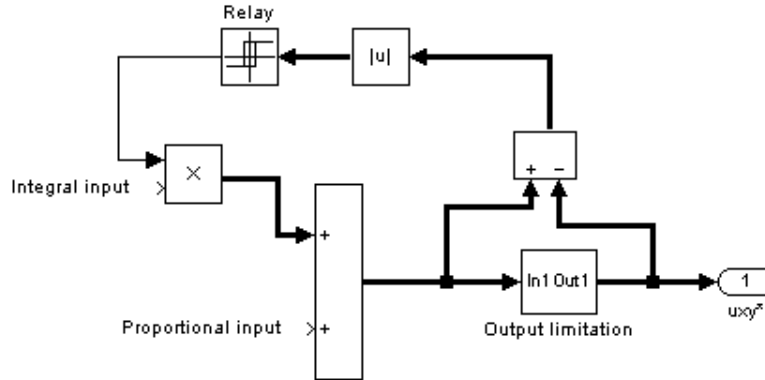 Relay
|u|
×
Integral input
+ −
+
In1 Out1
1
Proportional input
+
Output limitation
uxy*